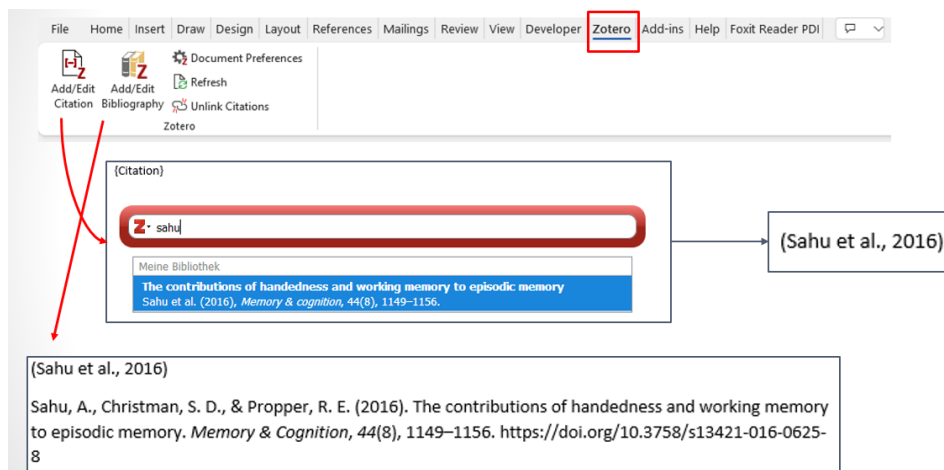 File Home Insert Draw Design Layout References Mailings Review View Developer Zotero Add-ins Help Foxit Reader PDI
Document Preferences
Add/Edit Citation
Add/Edit Bibliography
Refresh
Unlink Citations
Zotero
{Citation}
Z sahu
Meine Bibliothek
The contributions of handedness and working memory to episodic memory
Sahu et al. (2016), Memory & cognition, 44(8), 1149–1156.
(Sahu et al., 2016)
(Sahu et al., 2016)
Sahu, A., Christman, S. D., & Propper, R. E. (2016). The contributions of handedness and working memory
to episodic memory. Memory & Cognition, 44(8), 1149–1156. https://doi.org/10.3758/s13421-016-0625-
8